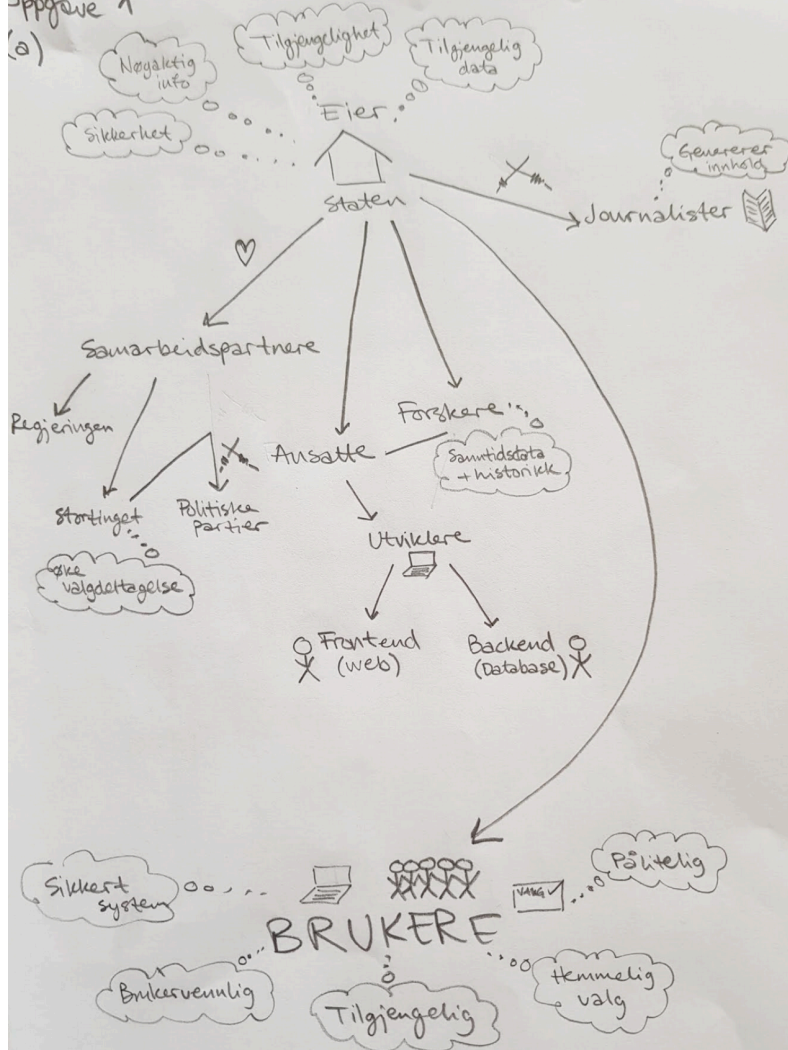 Oppgave 1
(a)
Nøyaktig
info
Tilgjengelighet
Tilgjengelig
data
Sikkerhet
Eier
Staten
Genererer
innhold
Journalister
Samarbeidspartnere
Regjeringen
Stortinget
Politiske
partier
øke
valgdeltagelse
Ansatte
Forskere
Sanntidsdata
+ historikk
Utviklere
Frontend
(web)
Backend
(Database)
Sikkert
system
VALG ✓
Pålitelig
BRUKERE
Brukervennlig
Tilgjengelig
Hemmelig
valg